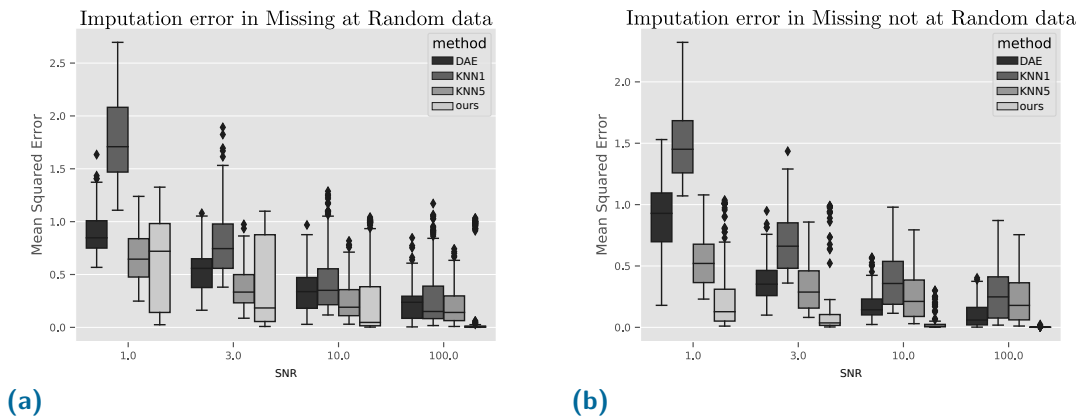 Imputation error in Missing at Random data
method
DAE
KNN1
KNN5
ours
Mean Squared Error
2.5
2.0
1.5
1.0
0.5
0.0
1.0
3.0
10.0
100.0
SNR
(a)
Imputation error in Missing not at Random data
method
DAE
KNN1
KNN5
ours
Mean Squared Error
2.0
1.5
1.0
0.5
0.0
1.0
3.0
10.0
100.0
SNR
(b)